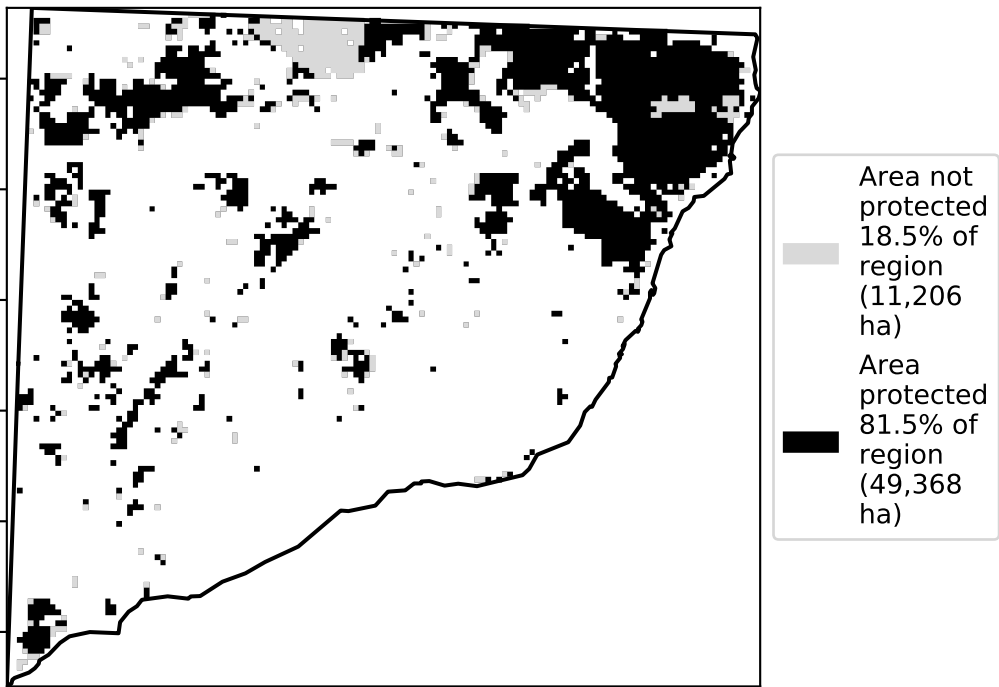 Area not
protected
18.5% of
region
(11,206
ha)
Area
protected
81.5% of
region
(49,368
ha)